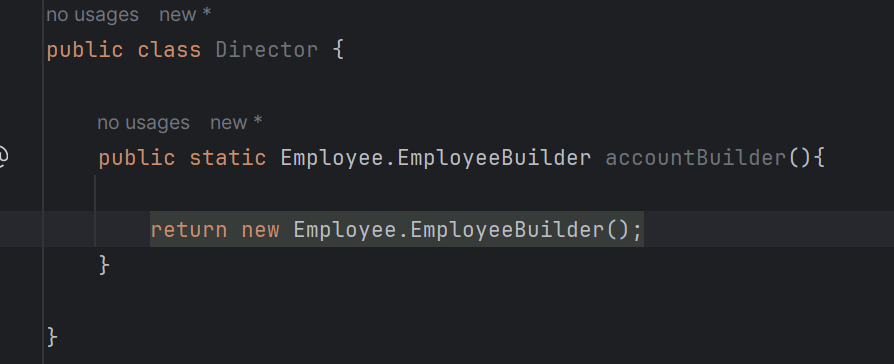 no usages new *
public class Director {
no usages new *
public static Employee.EmployeeBuilder accountBuilder(){
return new Employee.EmployeeBuilder();
}
}